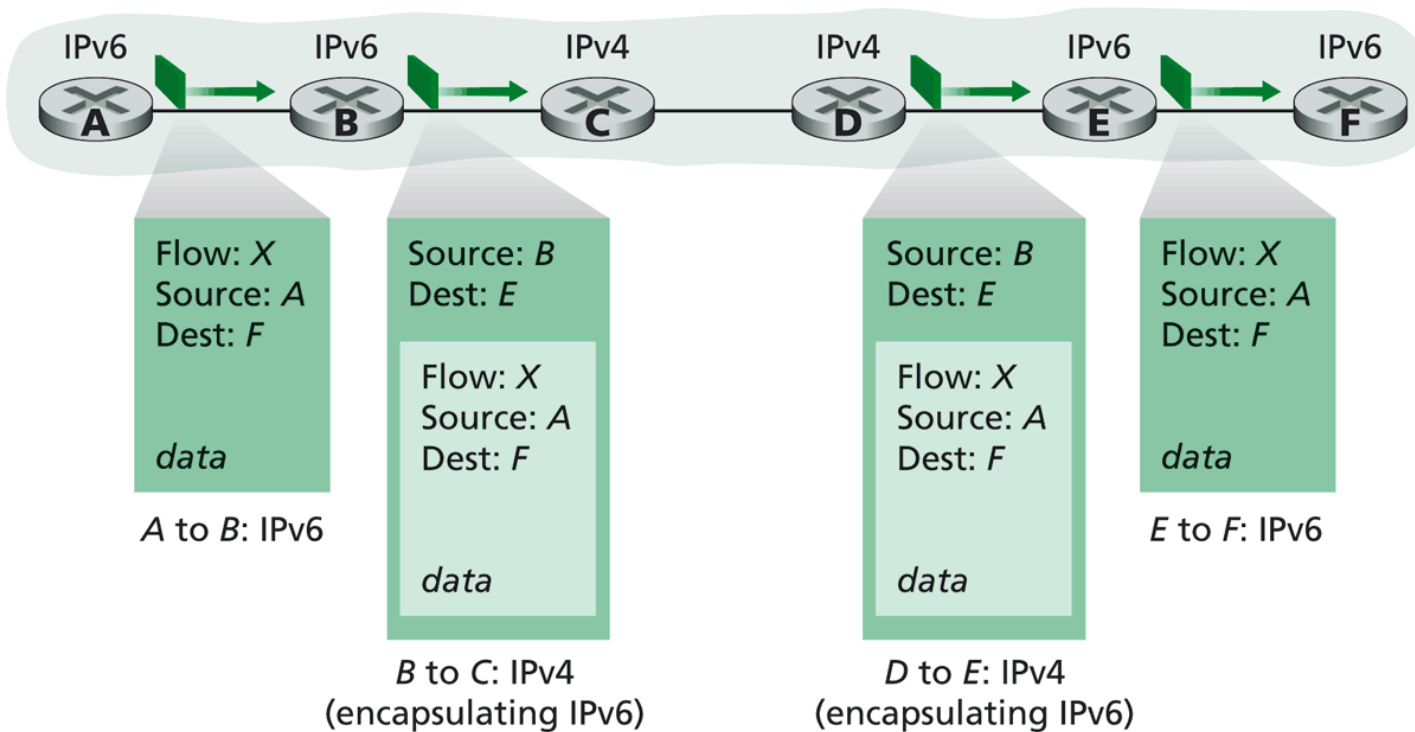 IPv6
IPv6
IPv4
IPv4
IPv6
IPv6
A
B
C
D
E
F
Flow: X
Source: A
Dest: F
data
A to B: IPv6
Source: B
Dest: E
Flow: X
Source: A
Dest: F
data
B to C: IPv4
(encapsulating IPv6)
Source: B
Dest: E
Flow: X
Source: A
Dest: F
data
D to E: IPv4
(encapsulating IPv6)
Flow: X
Source: A
Dest: F
data
E to F: IPv6